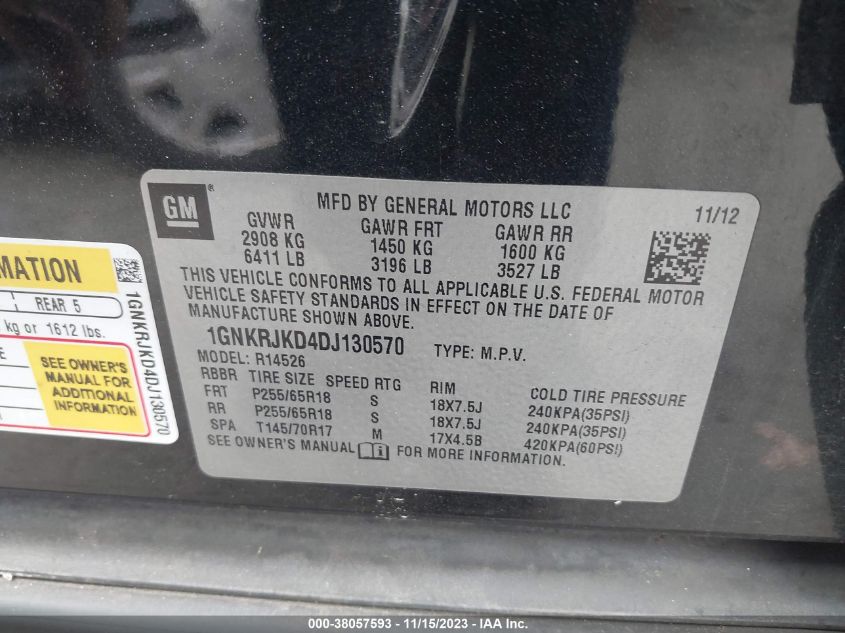 GM
®
MFD BY GENERAL MOTORS LLC 11/12
GVWR GAWR FRT GAWR RR
2908 KG 1450 KG 1600 KG
6411 LB 3196 LB 3527 LB
THIS VEHICLE CONFORMS TO ALL APPLICABLE U.S. FEDERAL MOTOR
VEHICLE SAFETY STANDARDS IN EFFECT ON THE DATE OF
MANUFACTURE SHOWN ABOVE.
1GNKRJKD4DJ130570 TYPE: M.P.V.
MODEL: R14526
RBBR TIRE SIZE SPEED RTG RIM COLD TIRE PRESSURE
FRT P255/65R18 S 18X7.5J 240KPA(35PSI)
RR P255/65R18 S 18X7.5J 240KPA(35PSI)
SPA T145/70R17 M 17X4.5B 420KPA(60PSI)
SEE OWNER'S MANUAL FOR MORE INFORMATION.
REAR 5
kg or 1612 lbs.
SEE OWNER'S
MANUAL FOR
ADDITIONAL
INFORMATION
1GNKRJKD4DJ130570
000-38057593 - 11/15/2023 - IAA Inc.